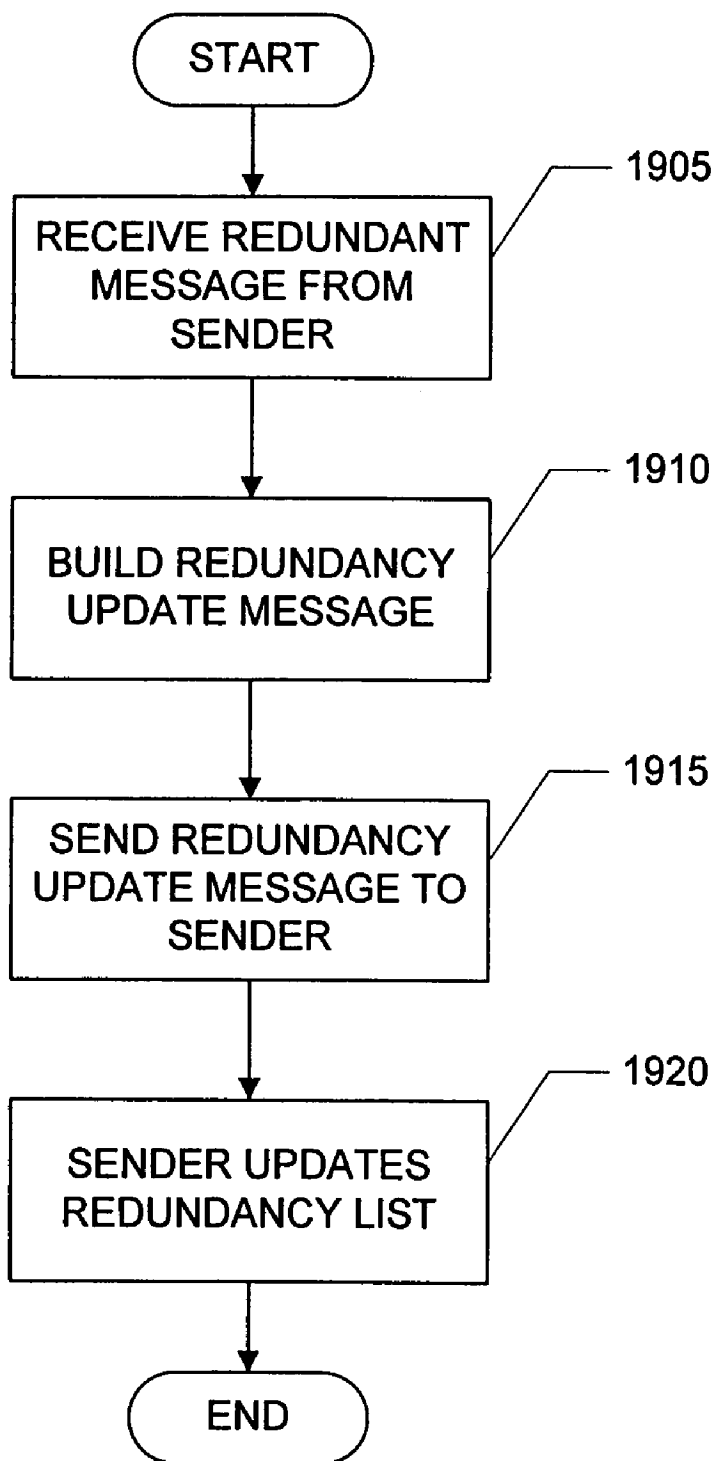 START
1905
RECEIVE REDUNDANT
MESSAGE FROM
SENDER
1910
BUILD REDUNDANCY
UPDATE MESSAGE
1915
SEND REDUNDANCY
UPDATE MESSAGE TO
SENDER
1920
SENDER UPDATES
REDUNDANCY LIST
END